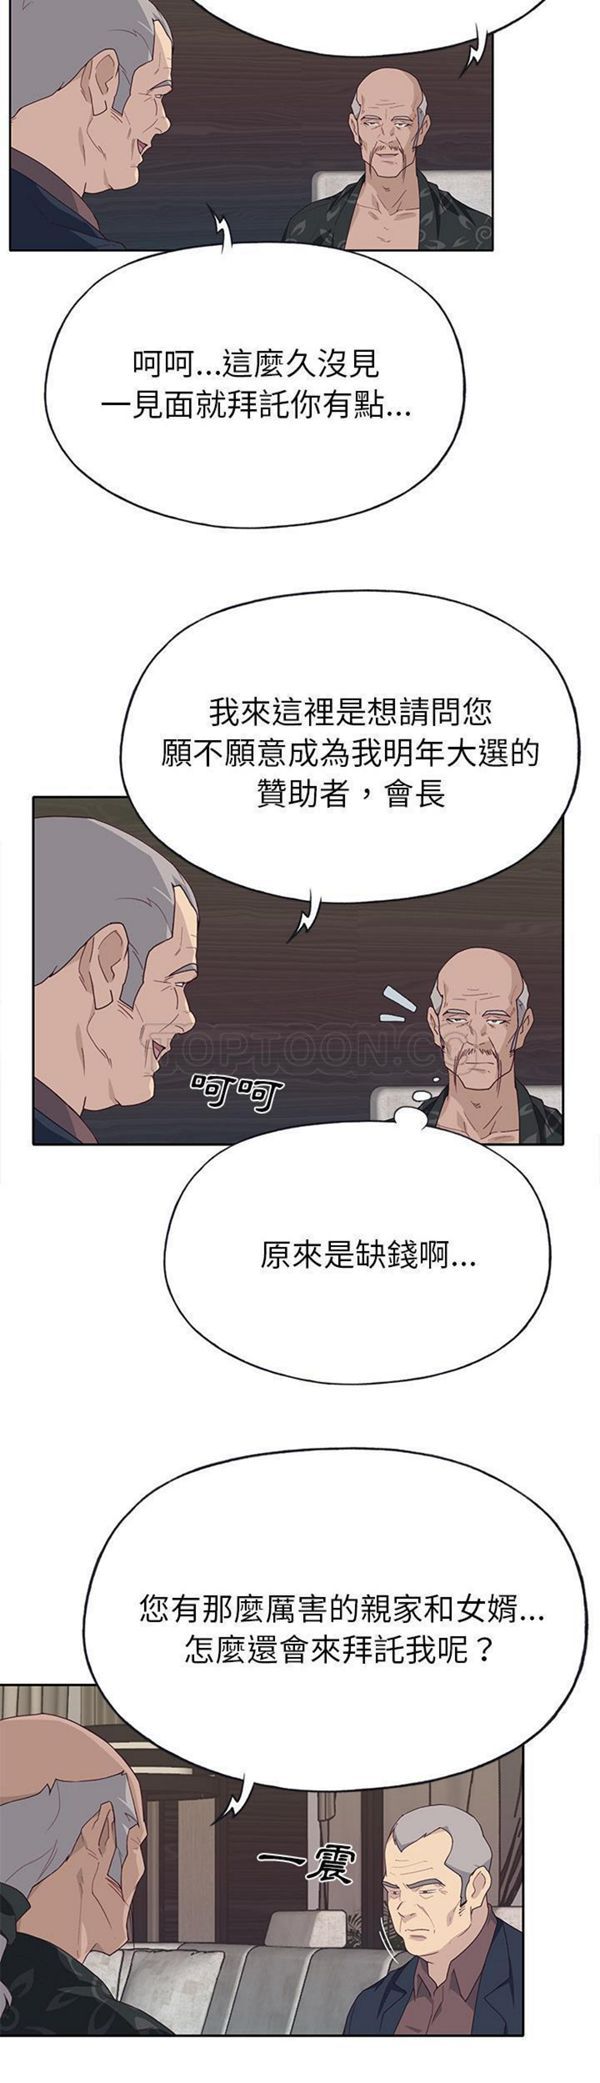 呵呵…這麼久沒見
一見面就拜託你有點…
我來這裡是想請問您
願不願意成為我明年大選的
贊助者，會長
TOPTOON.C
呵呵
原來是缺錢啊…
您有那麼厲害的親家和女婿…
怎麼還會來拜託我呢？
一震